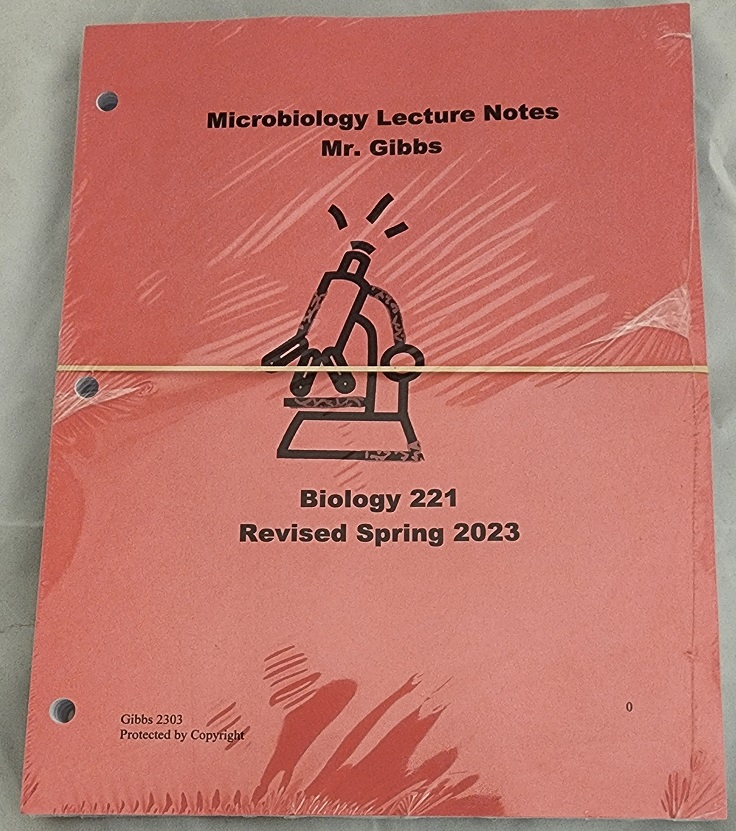 Microbiology Lecture Notes
Mr. Gibbs
Biology 221
Revised Spring 2023
Gibbs 2303
Protected by Copyright
0